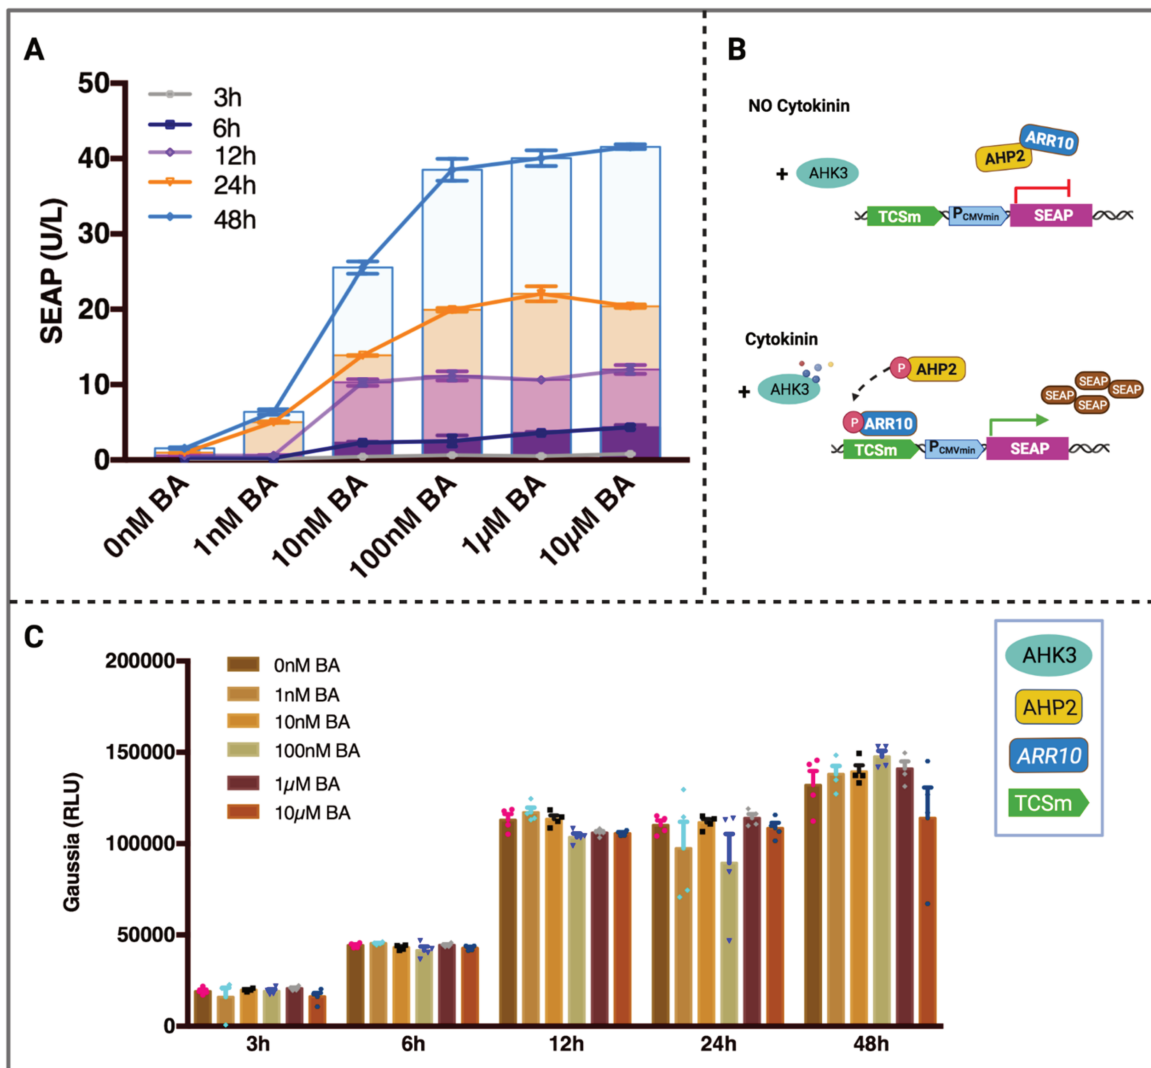 A
50
40
30
20
10
0
SEAP (U/L)
3h
6h
12h
24h
48h
0nM BA
1nM BA
10nM BA
100nM BA
1µM BA
10µM BA
B
NO Cytokinin
+ AHK3
AHP2
ARR10
TCSm
PCMVmin
SEAP
Cytokinin
+ AHK3
P AHP2
P ARR10
TCSm
PCMVmin
SEAP
SEAP
SEAP
SEAP
SEAP
C
200000
150000
100000
50000
0
Gaussia (RLU)
0nM BA
1nM BA
10nM BA
100nM BA
1µM BA
10µM BA
3h
6h
12h
24h
48h
AHK3
AHP2
ARR10
TCSm